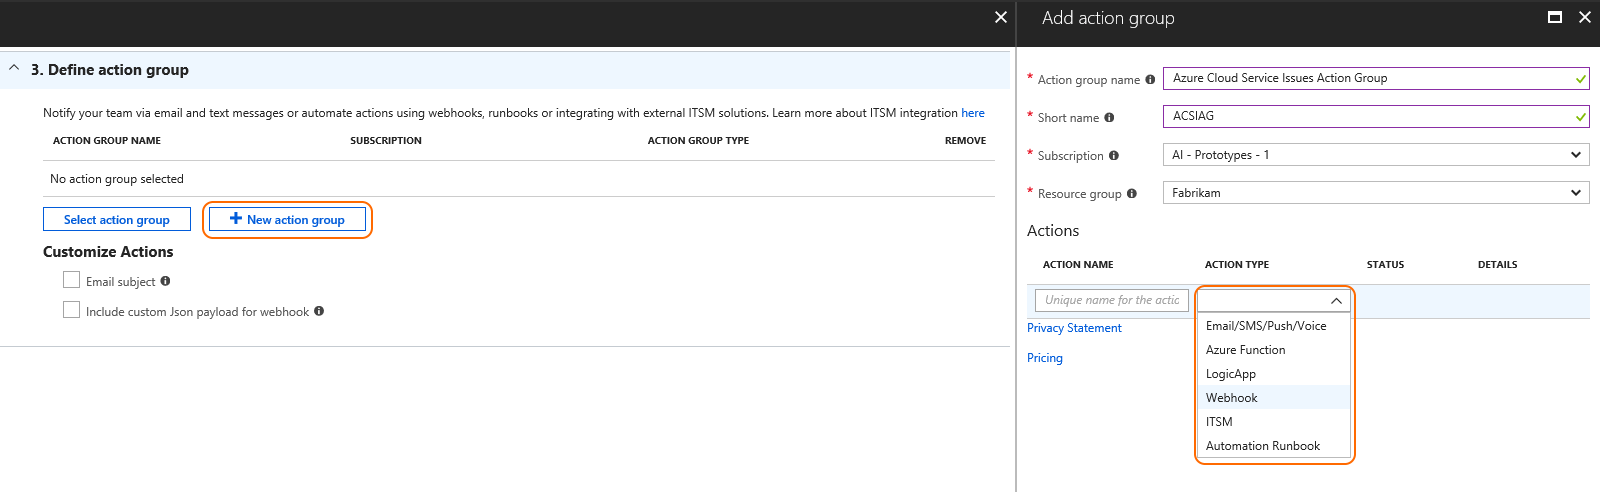 Add action group
3. Define action group
Notify your team via email and text messages or automate actions using webhooks, runbooks or integrating with external ITSM solutions. Learn more about ITSM integration here
ACTION GROUP NAME SUBSCRIPTION ACTION GROUP TYPE REMOVE
No action group selected
Select action group
New action group
Customize Actions
Email subject
Include custom Json payload for webhook
* Action group name Azure Cloud Service Issues Action Group
* Short name ACSIAG
* Subscription AI - Prototypes - 1
* Resource group Fabrikam
Actions
ACTION NAME ACTION TYPE STATUS DETAILS
Unique name for the actic
Email/SMS/Push/Voice
Azure Function
LogicApp
Webhook
ITSM
Automation Runbook
Privacy Statement
Pricing